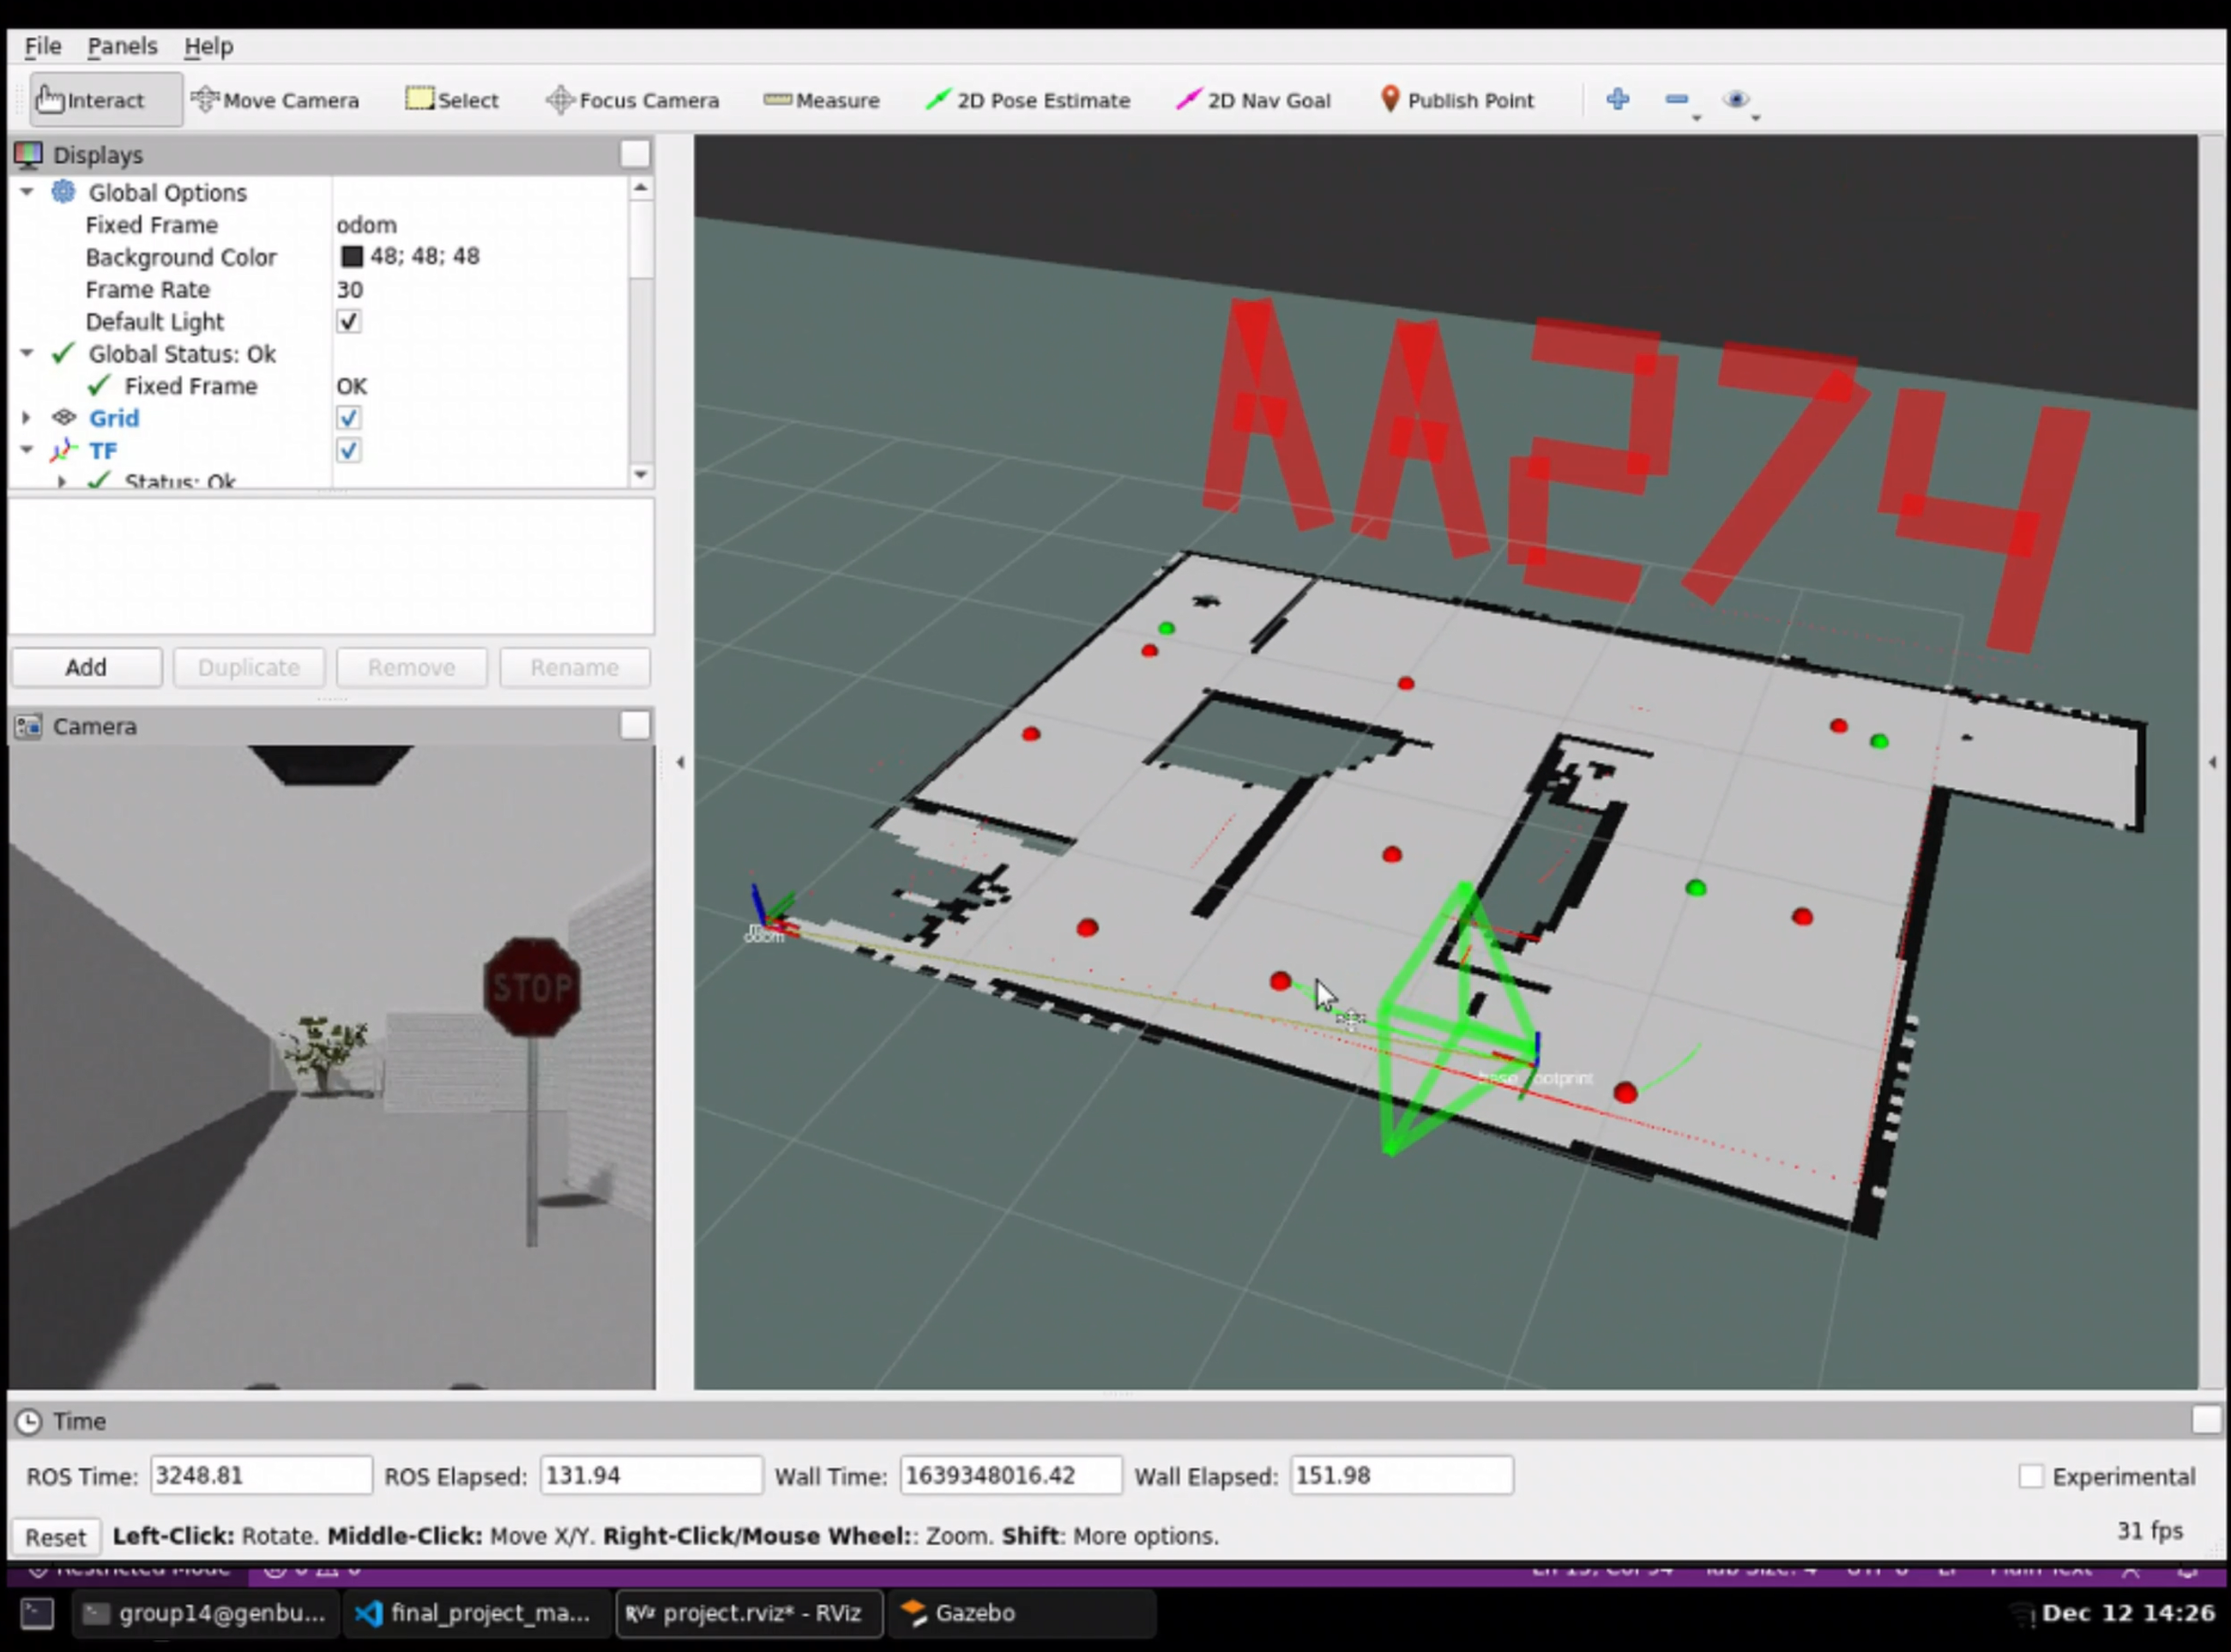 File Panels Help
Interact Move Camera Select Focus Camera Measure 2D Pose Estimate 2D Nav Goal Publish Point
Displays
Global Options
Fixed Frame odom
Background Color 48; 48; 48
Frame Rate 30
Default Light
Global Status: Ok
Fixed Frame OK
Grid
TF
Status: Ok
Add Duplicate Remove Rename
Camera
STOP
AA274
odom
Time
ROS Time: 3248.81 ROS Elapsed: 131.94 Wall Time: 1639348016.42 Wall Elapsed: 151.98 Experimental
Reset Left-Click: Rotate. Middle-Click: Move X/Y. Right-Click/Mouse Wheel:: Zoom. Shift: More options. 31 fps
Restricted Mode
group14@genbu... final_project_ma... RViz project.rviz* - RViz Gazebo Dec 12 14:26